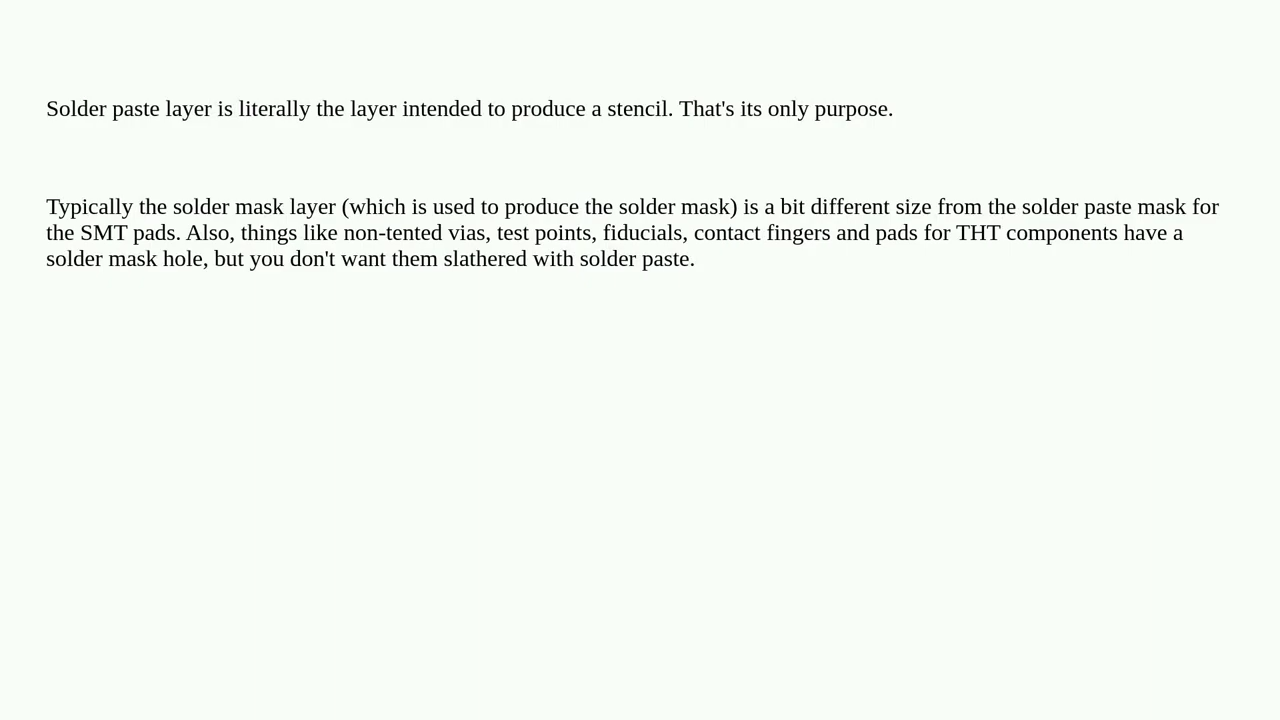 Solder paste layer is literally the layer intended to produce a stencil. That's its only purpose.
Typically the solder mask layer (which is used to produce the solder mask) is a bit different size from the solder paste mask for
the SMT pads. Also, things like non-tented vias, test points, fiducials, contact fingers and pads for THT components have a
solder mask hole, but you don't want them slathered with solder paste.